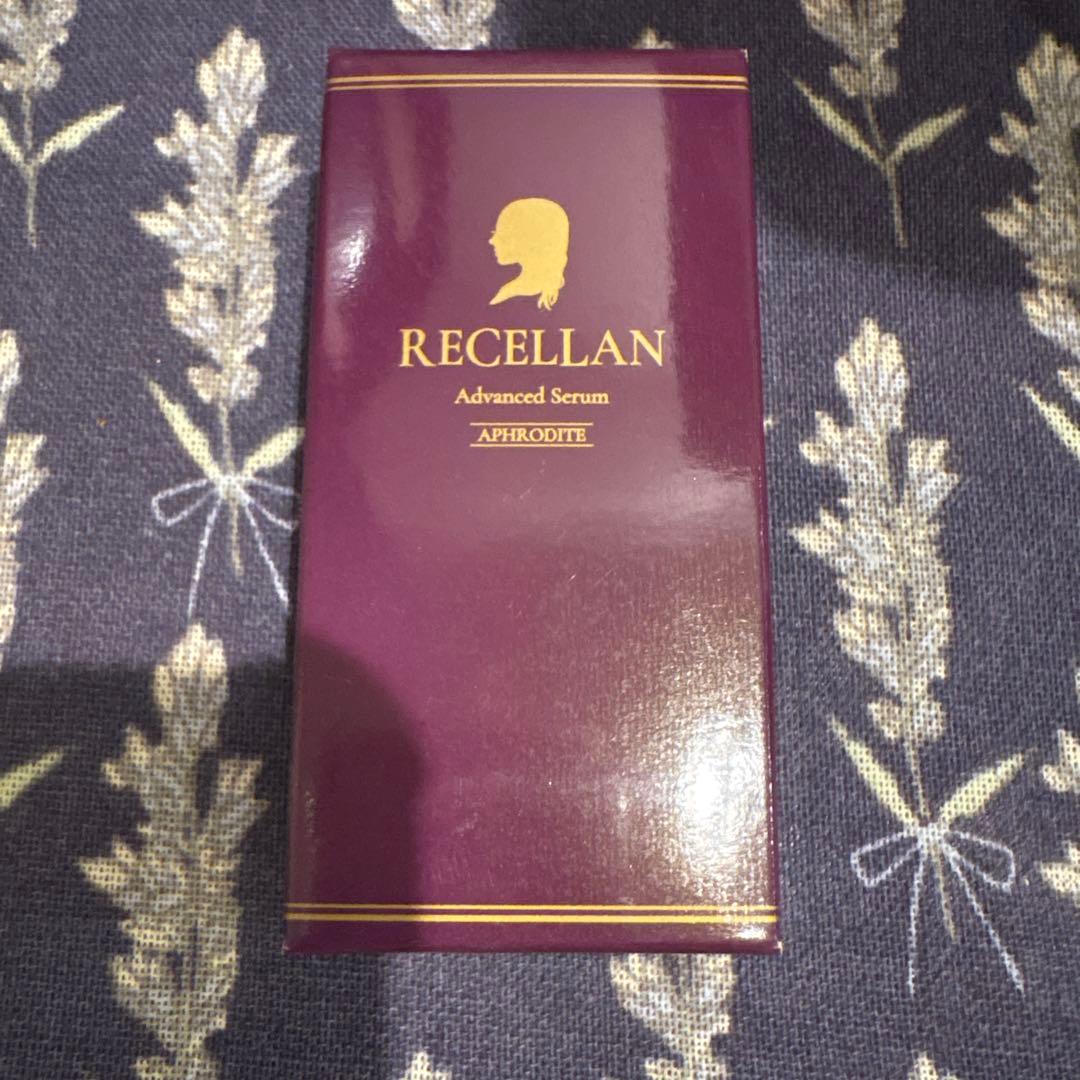 RECELLAN
Advanced Serum
APHRODITE